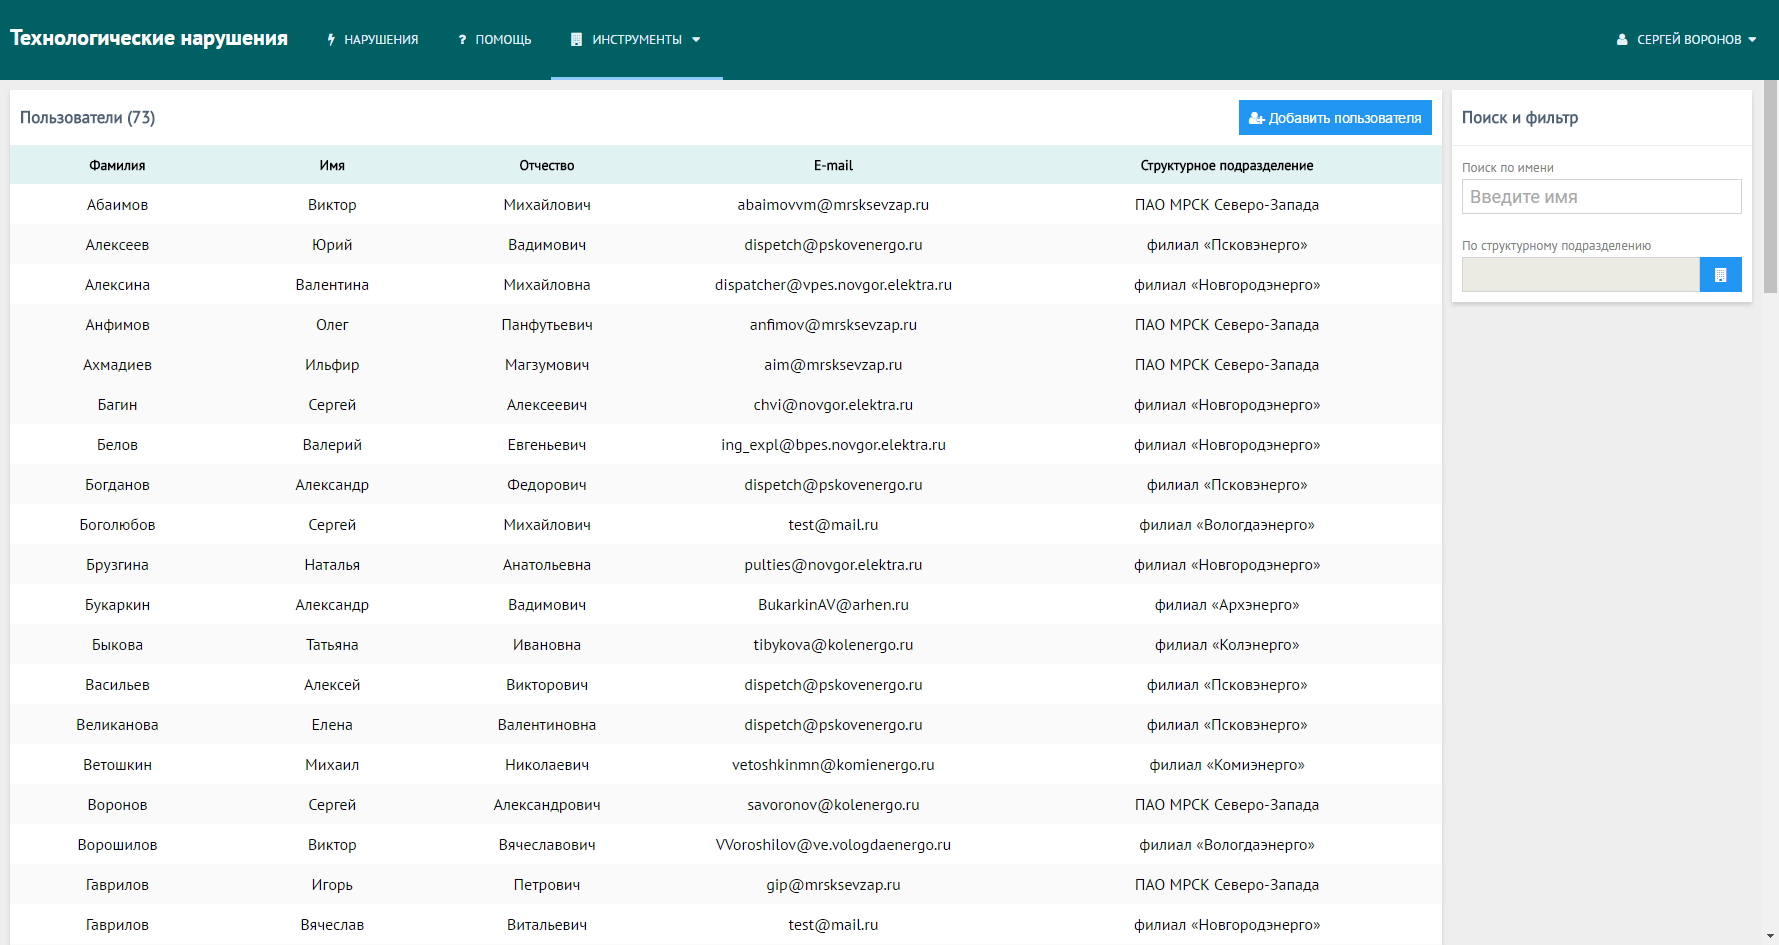 Технологические нарушения НАРУШЕНИЯ ? ПОМОЩЬ ИНСТРУМЕНТЫ СЕРГЕЙ ВОРОНОВ
Пользователи (73) Добавить пользователя
Фамилия Имя Отчество E-mail Структурное подразделение
Абаимов Виктор Михайлович abaimovvm@mrsksevzap.ru ПАО МРСК Северо-Запада
Алексеев Юрий Вадимович dispetch@pskovenergo.ru филиал «Псковэнерго»
Алексина Валентина Михайловна dispatcher@vpes.novgor.elektra.ru филиал «Новгородэнерго»
Анфимов Олег Панфутьевич anfimov@mrsksevzap.ru ПАО МРСК Северо-Запада
Ахмадиев Ильфир Магзумович aim@mrsksevzap.ru ПАО МРСК Северо-Запада
Багин Сергей Алексеевич chvi@novgor.elektra.ru филиал «Новгородэнерго»
Белов Валерий Евгеньевич ing_expl@bpes.novgor.elektra.ru филиал «Новгородэнерго»
Богданов Александр Федорович dispetch@pskovenergo.ru филиал «Псковэнерго»
Боголюбов Сергей Михайлович test@mail.ru филиал «Вологдаэнерго»
Брузгина Наталья Анатольевна pulties@novgor.elektra.ru филиал «Новгородэнерго»
Букаркин Александр Вадимович BukarkinAV@arhen.ru филиал «Архэнерго»
Быкова Татьяна Ивановна tibykova@kolenergo.ru филиал «Колэнерго»
Васильев Алексей Викторович dispetch@pskovenergo.ru филиал «Псковэнерго»
Великанова Елена Валентиновна dispetch@pskovenergo.ru филиал «Псковэнерго»
Ветошкин Михаил Николаевич vetoshkinmn@komienergo.ru филиал «Комиэнерго»
Воронов Сергей Александрович savoronov@kolenergo.ru ПАО МРСК Северо-Запада
Ворошилов Виктор Вячеславович VVoroshilov@ve.vologdaenergo.ru филиал «Вологдаэнерго»
Гаврилов Игорь Петрович gip@mrsksevzap.ru ПАО МРСК Северо-Запада
Гаврилов Вячеслав Витальевич test@mail.ru филиал «Новгородэнерго»
Поиск и фильтр
Поиск по имени
Введите имя
По структурному подразделению